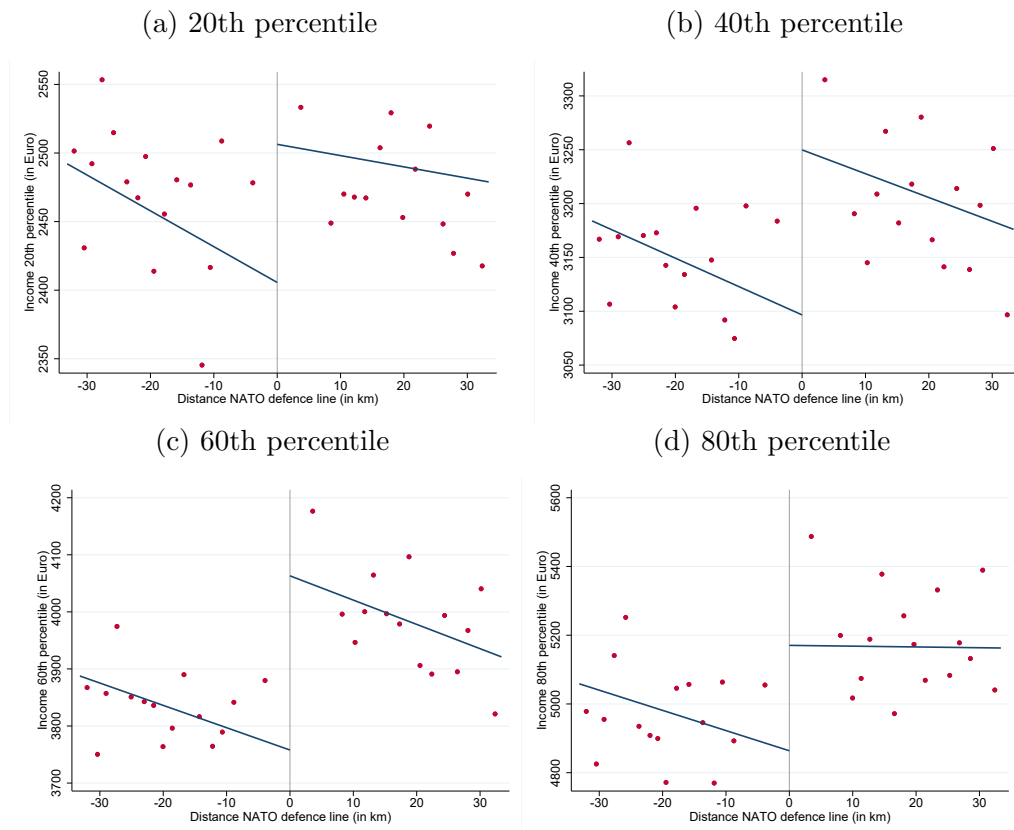 (a) 20th percentile
Income 20th percentile (in Euro)
2550
2500
2450
2400
2350
-30 -20 -10 0 10 20 30
Distance NATO defence line (in km)
(b) 40th percentile
Income 40th percentile (in Euro)
3300
3250
3200
3150
3100
3050
-30 -20 -10 0 10 20 30
Distance NATO defence line (in km)
(c) 60th percentile
Income 60th percentile (in Euro)
4200
4100
4000
3900
3800
3700
-30 -20 -10 0 10 20 30
Distance NATO defence line (in km)
(d) 80th percentile
Income 80th percentile (in Euro)
5600
5400
5200
5000
4800
-30 -20 -10 0 10 20 30
Distance NATO defence line (in km)